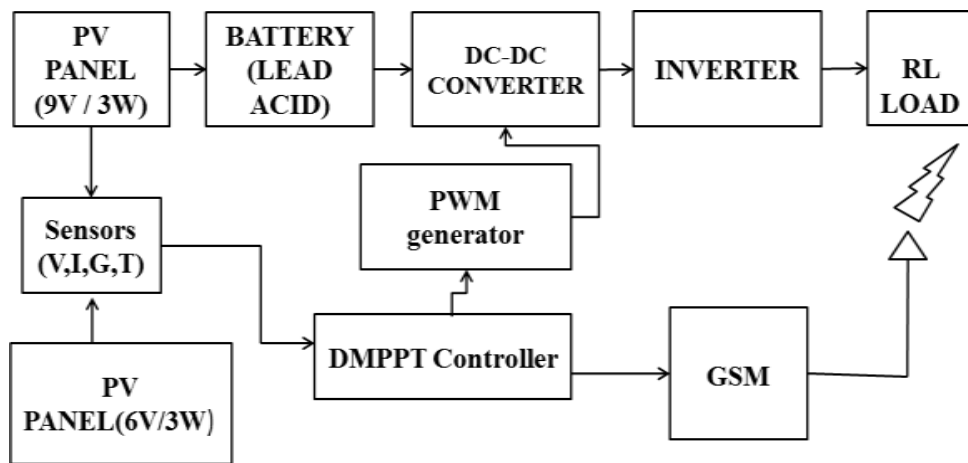 PV
PANEL
(9V / 3W)
BATTERY
(LEAD
ACID)
DC-DC
CONVERTER
INVERTER
RL
LOAD
Sensors
(V,I,G,T)
PWM
generator
DMPPT Controller
GSM
PV
PANEL(6V/3W)